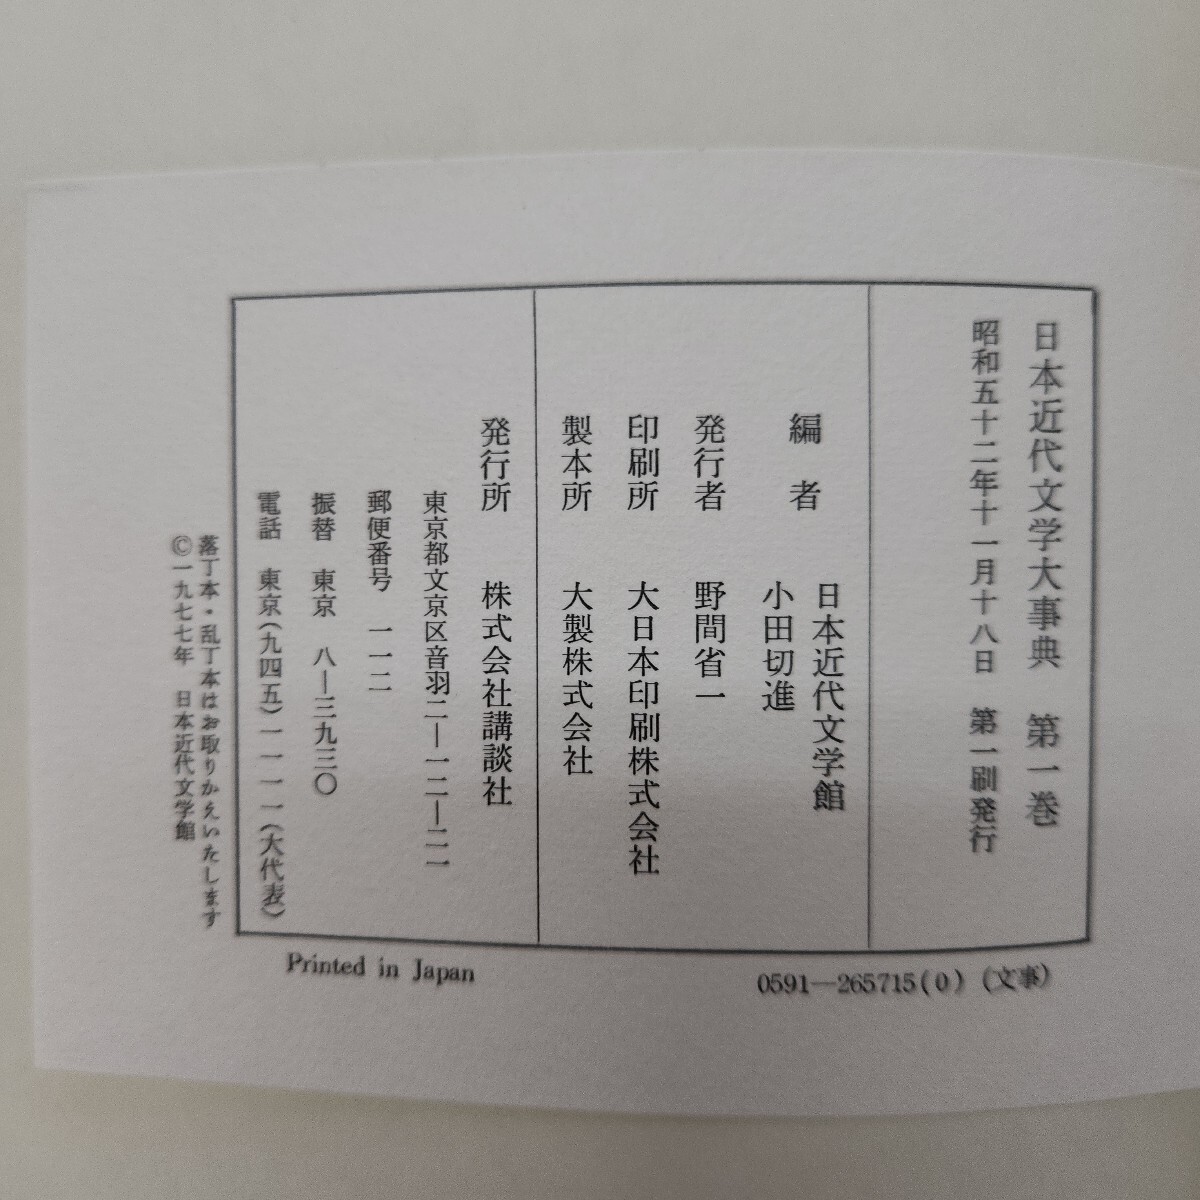 日本近代文学大事典 第一巻
昭和五十二年十一月十八日 第一刷発行
編者 日本近代文学館
小田切進
発行者 野間省一
印刷所 大日本印刷株式会社
製本所 大製株式会社
発行所 株式会社講談社
東京都文京区音羽二―一二―二一
郵便番号 一一二
振替 東京 八―三九三〇
電話 東京(九四五)一一一一(大代表)
落丁本・乱丁本はお取りかえいたします
©一九七七年 日本近代文学館
Printed in Japan
0591―265715(0) (文事)